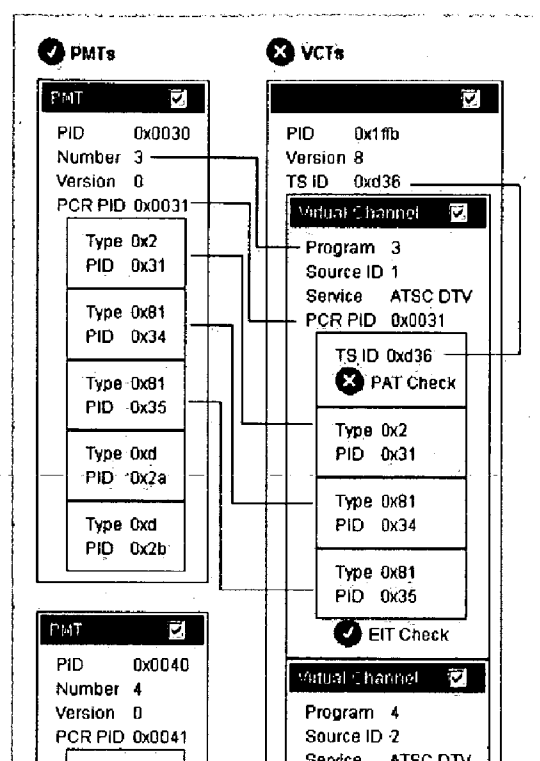 PMTs
PMT
PID 0x0030
Number 3
Version 0
PCR PID 0x0031
Type 0x2
PID 0x31
Type 0x81
PID 0x34
Type 0x81
PID 0x35
Type 0xd
PID 0x2a
Type 0xd
PID 0x2b
PMT
PID 0x0040
Number 4
Version 0
PCR PID 0x0041
VCTs
PID 0x1ffb
Version 8
TS ID 0xd36
Virtual Channel
Program 3
Source ID 1
Service ATSC DTV
PCR PID 0x0031
TS ID 0xd36
PAT Check
Type 0x2
PID 0x31
Type 0x81
PID 0x34
Type 0x81
PID 0x35
EIT Check
Virtual Channel
Program 4
Source ID 2
Service ATSC DTV